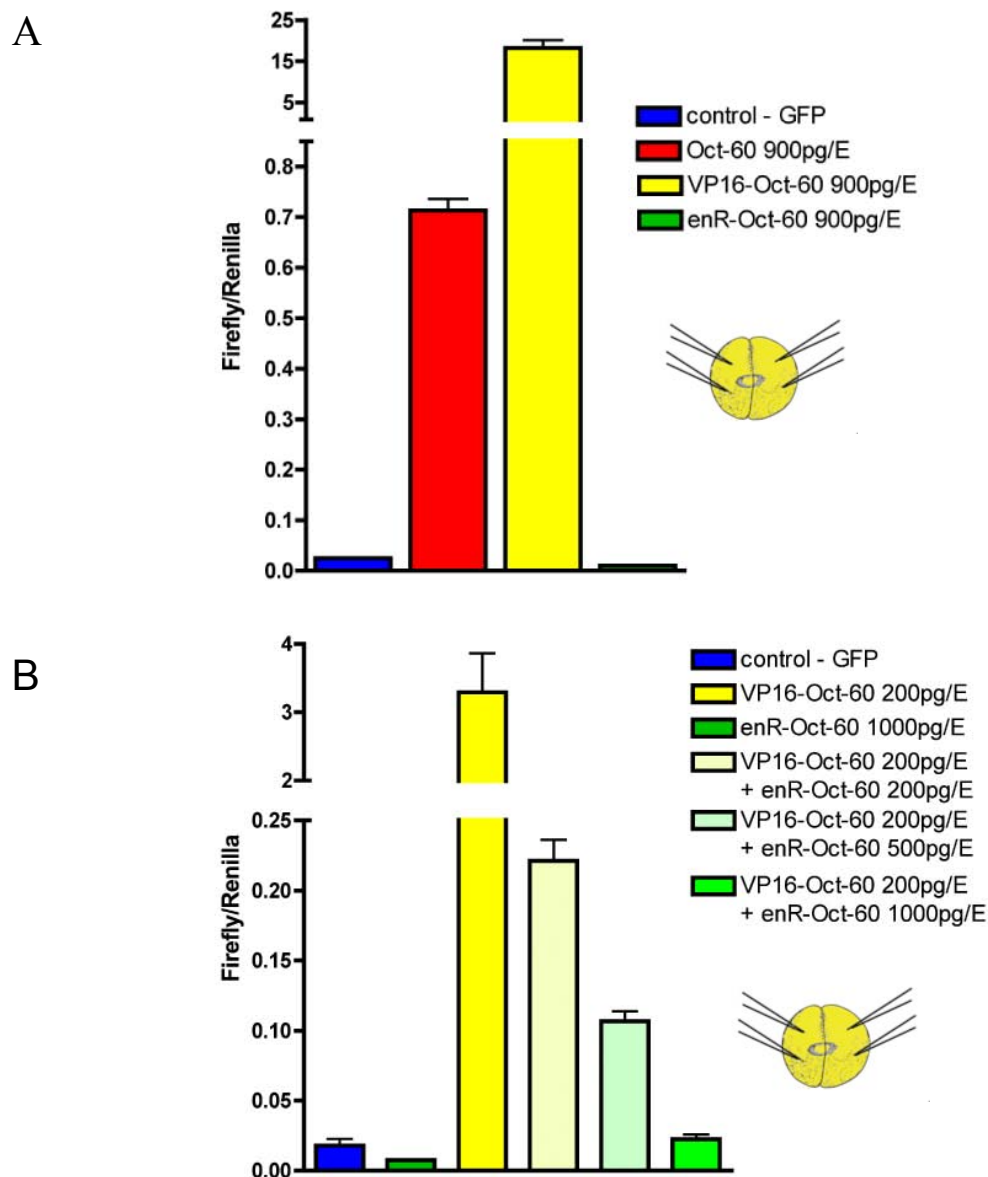 A
Firefly/Renilla
25
15
5
0.8
0.7
0.6
0.5
0.4
0.3
0.2
0.1
0.0
control - GFP
Oct-60 900pg/E
VP16-Oct-60 900pg/E
enR-Oct-60 900pg/E
B
Firefly/Renilla
4
3
2
0.25
0.20
0.15
0.10
0.05
0.00
control - GFP
VP16-Oct-60 200pg/E
enR-Oct-60 1000pg/E
VP16-Oct-60 200pg/E
+ enR-Oct-60 200pg/E
VP16-Oct-60 200pg/E
+ enR-Oct-60 500pg/E
VP16-Oct-60 200pg/E
+ enR-Oct-60 1000pg/E